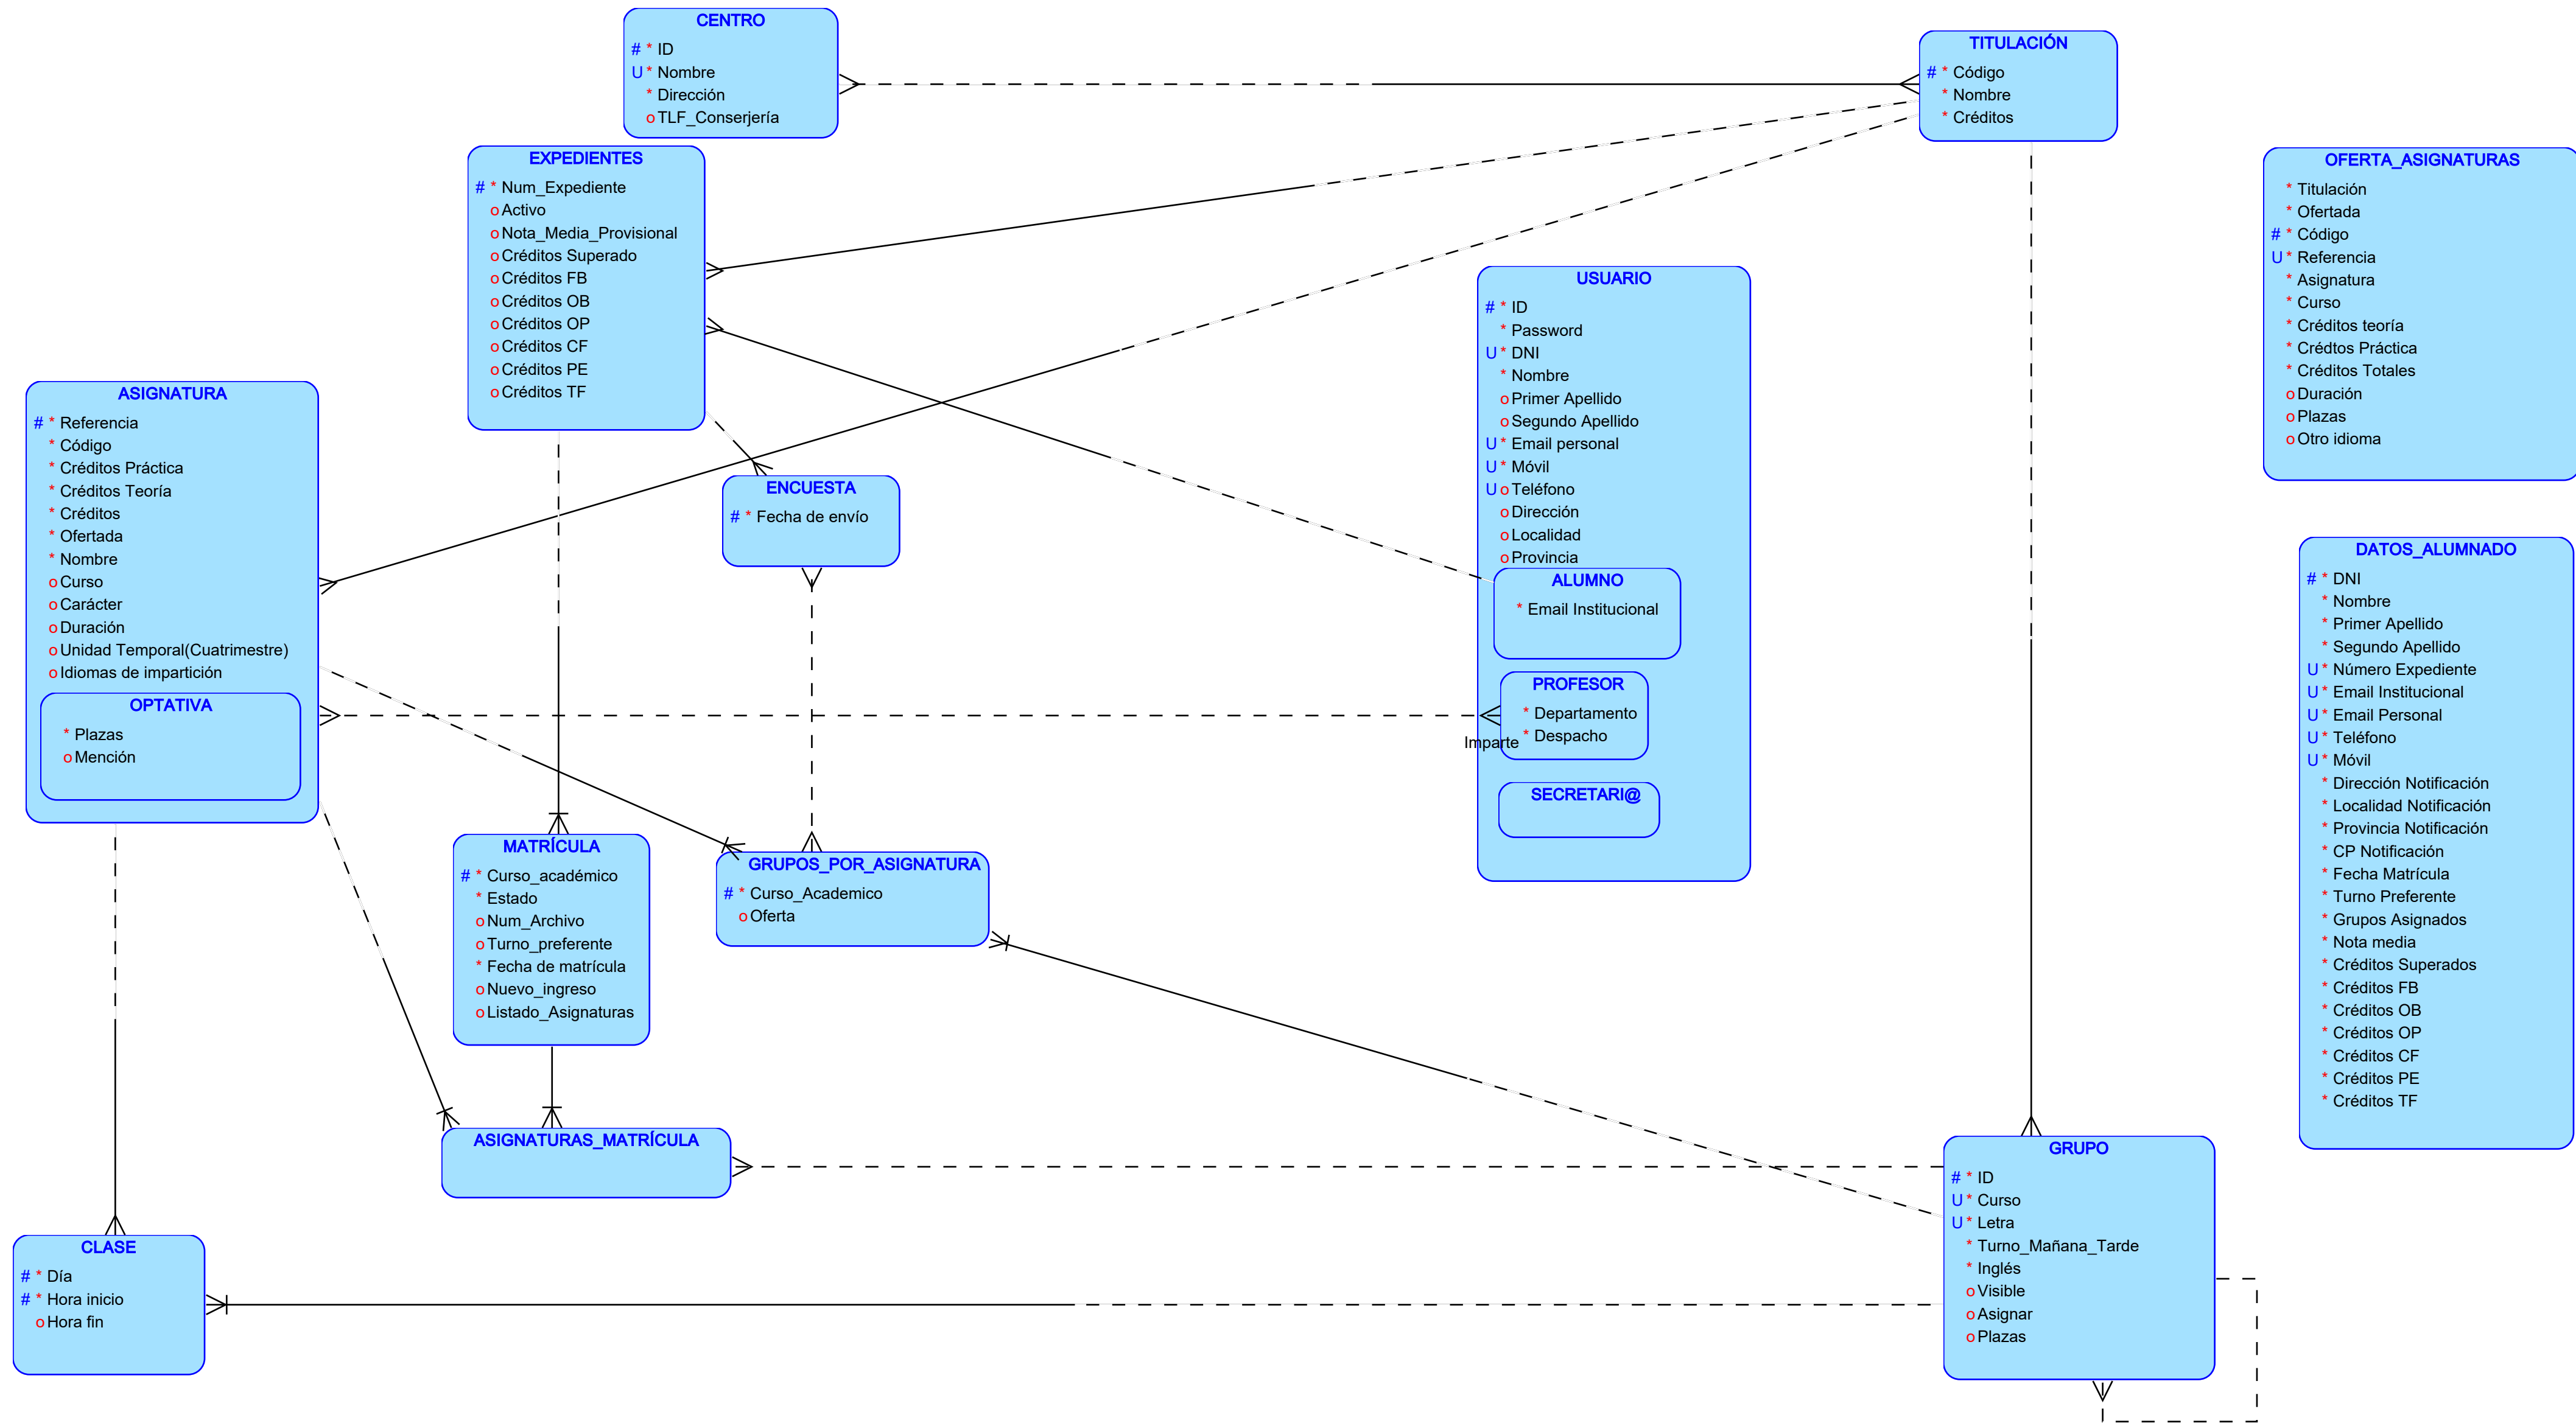 CENTRO
# * ID
U * Nombre
* Dirección
o TLF_Conserjería
TITULACIÓN
# * Código
* Nombre
* Créditos
EXPEDIENTES
# * Num_Expediente
o Activo
o Nota_Media_Provisional
o Créditos Superado
o Créditos FB
o Créditos OB
o Créditos OP
o Créditos CF
o Créditos PE
o Créditos TF
OFERTA_ASIGNATURAS
* Titulación
* Ofertada
# * Código
U * Referencia
* Asignatura
* Curso
* Créditos teoría
* Crédtos Práctica
* Créditos Totales
o Duración
o Plazas
o Otro idioma
USUARIO
# * ID
* Password
U * DNI
* Nombre
o Primer Apellido
o Segundo Apellido
U * Email personal
U * Móvil
U o Teléfono
o Dirección
o Localidad
o Provincia
ALUMNO
* Email Institucional
PROFESOR
* Departamento
* Despacho
Imparte
SECRETARI@
ASIGNATURA
# * Referencia
* Código
* Créditos Práctica
* Créditos Teoría
* Créditos
* Ofertada
* Nombre
o Curso
o Carácter
o Duración
o Unidad Temporal(Cuatrimestre)
o Idiomas de impartición
OPTATIVA
* Plazas
o Mención
ENCUESTA
# * Fecha de envío
DATOS_ALUMNADO
# * DNI
* Nombre
* Primer Apellido
* Segundo Apellido
U * Número Expediente
U * Email Institucional
U * Email Personal
U * Teléfono
U * Móvil
* Dirección Notificación
* Localidad Notificación
* Provincia Notificación
* CP Notificación
* Fecha Matrícula
* Turno Preferente
* Grupos Asignados
* Nota media
* Créditos Superados
* Créditos FB
* Créditos OB
* Créditos OP
* Créditos CF
* Créditos PE
* Créditos TF
MATRÍCULA
# * Curso_académico
* Estado
o Num_Archivo
o Turno_preferente
* Fecha de matrícula
o Nuevo_ingreso
o Listado_Asignaturas
GRUPOS_POR_ASIGNATURA
# * Curso_Academico
o Oferta
ASIGNATURAS_MATRÍCULA
GRUPO
# * ID
U * Curso
U * Letra
* Turno_Mañana_Tarde
* Inglés
o Visible
o Asignar
o Plazas
CLASE
# * Día
# * Hora inicio
o Hora fin